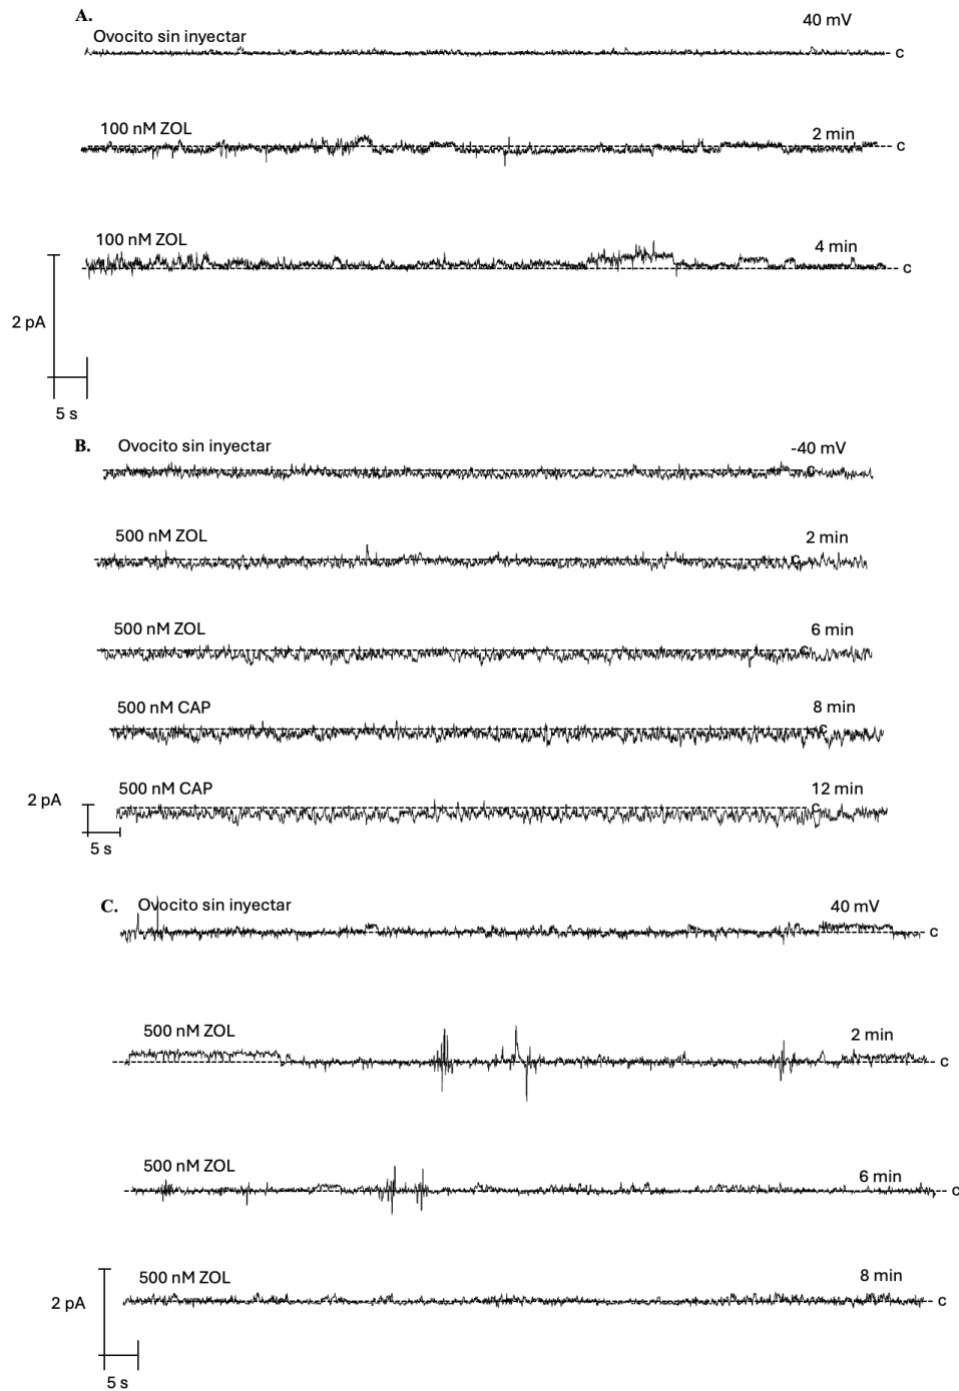 A.
Ovocito sin inyectar
40 mV
c
100 nM ZOL
2 min
c
100 nM ZOL
4 min
c
2 pA
5 s
B.
Ovocito sin inyectar
-40 mV
c
500 nM ZOL
2 min
c
500 nM ZOL
6 min
c
500 nM CAP
8 min
c
500 nM CAP
12 min
c
2 pA
5 s
C.
Ovocito sin inyectar
40 mV
c
500 nM ZOL
2 min
c
500 nM ZOL
6 min
c
500 nM ZOL
8 min
c
2 pA
5 s